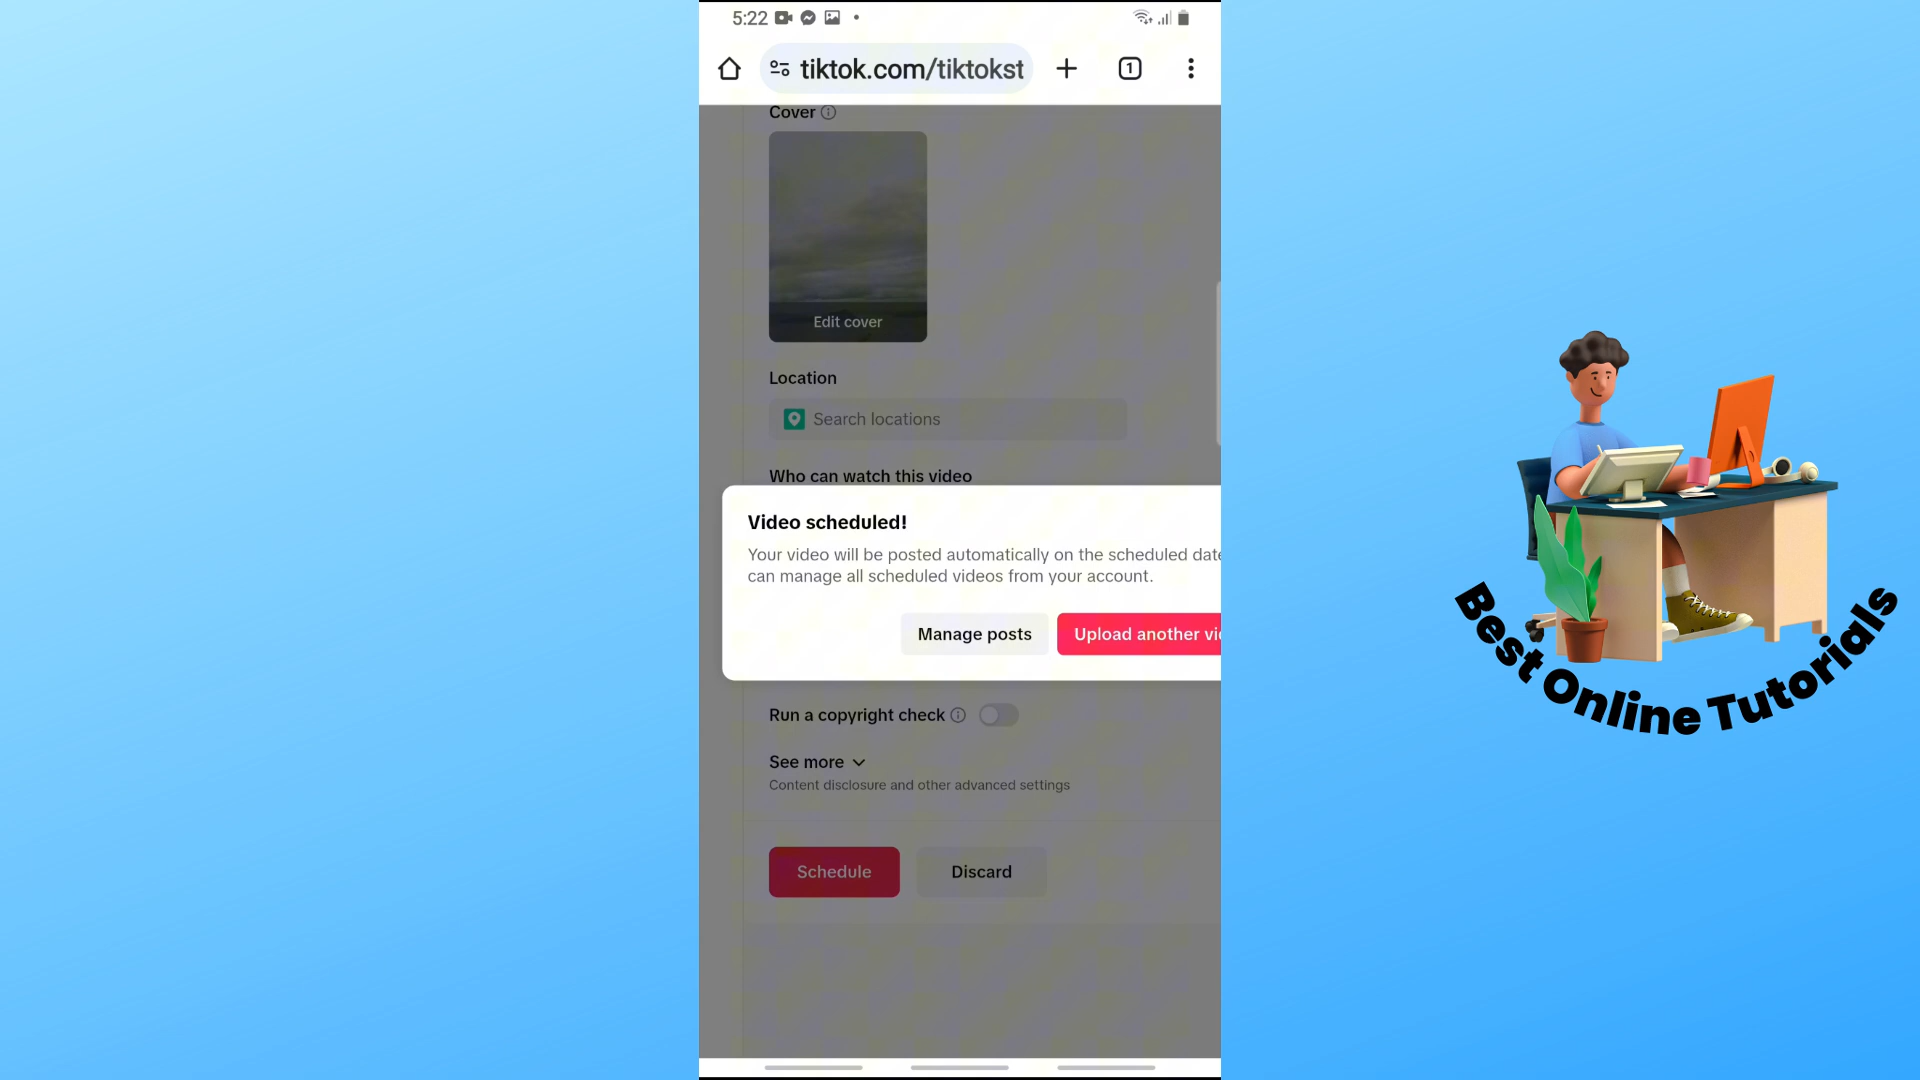 5:22
tiktok.com/tiktokst
1
Cover
Edit cover
Location
Search locations
Who can watch this video
Video scheduled!
Your video will be posted automatically on the scheduled date
can manage all scheduled videos from your account.
Manage posts
Upload another vi
Run a copyright check
See more
Content disclosure and other advanced settings
Schedule
Discard
Best Online Tutorials